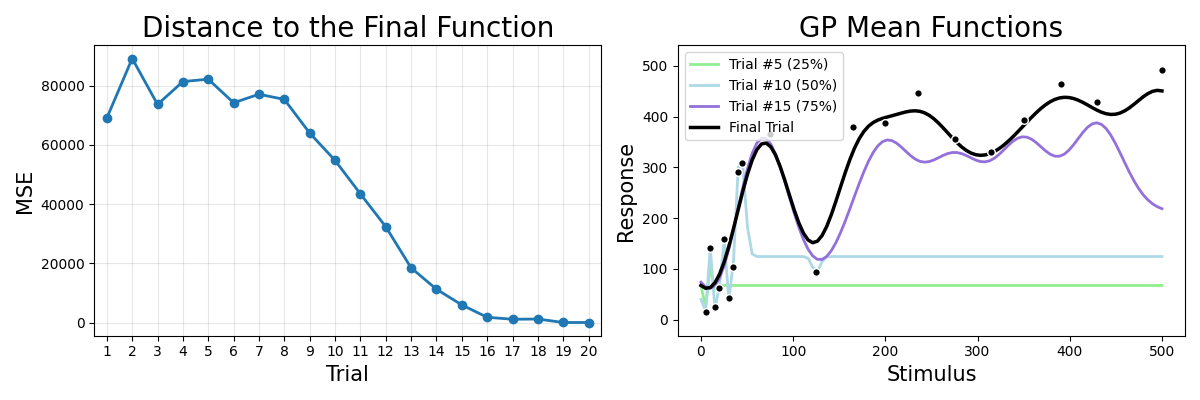 Distance to the Final Function
MSE
80000
60000
40000
20000
0
1 2 3 4 5 6 7 8 9 10 11 12 13 14 15 16 17 18 19 20
Trial
GP Mean Functions
Trial #5 (25%)
Trial #10 (50%)
Trial #15 (75%)
Final Trial
Response
500
400
300
200
100
0
0 100 200 300 400 500
Stimulus